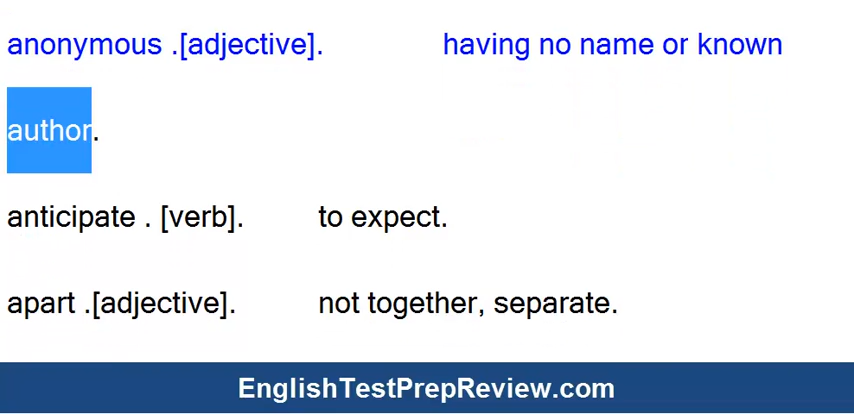 anonymous .[adjective]. having no name or known
author.
anticipate . [verb]. to expect.
apart .[adjective]. not together, separate.
EnglishTestPrepReview.com